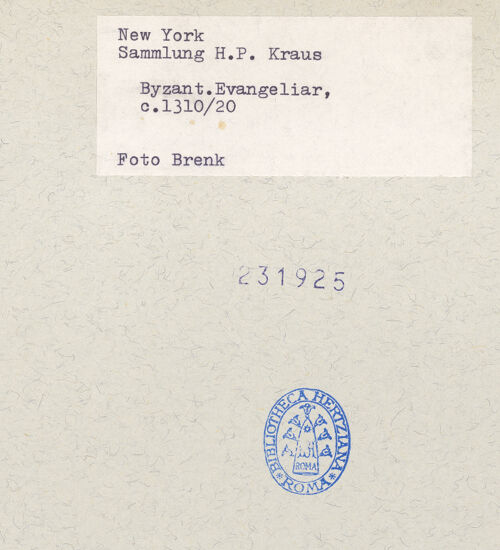 New York
Sammlung H.P. Kraus
Byzant.Evangeliar,
c.1310/20
Foto Brenk
231925
BIBLIOTHECA HERTZIANA
ROMA
* ROMA *